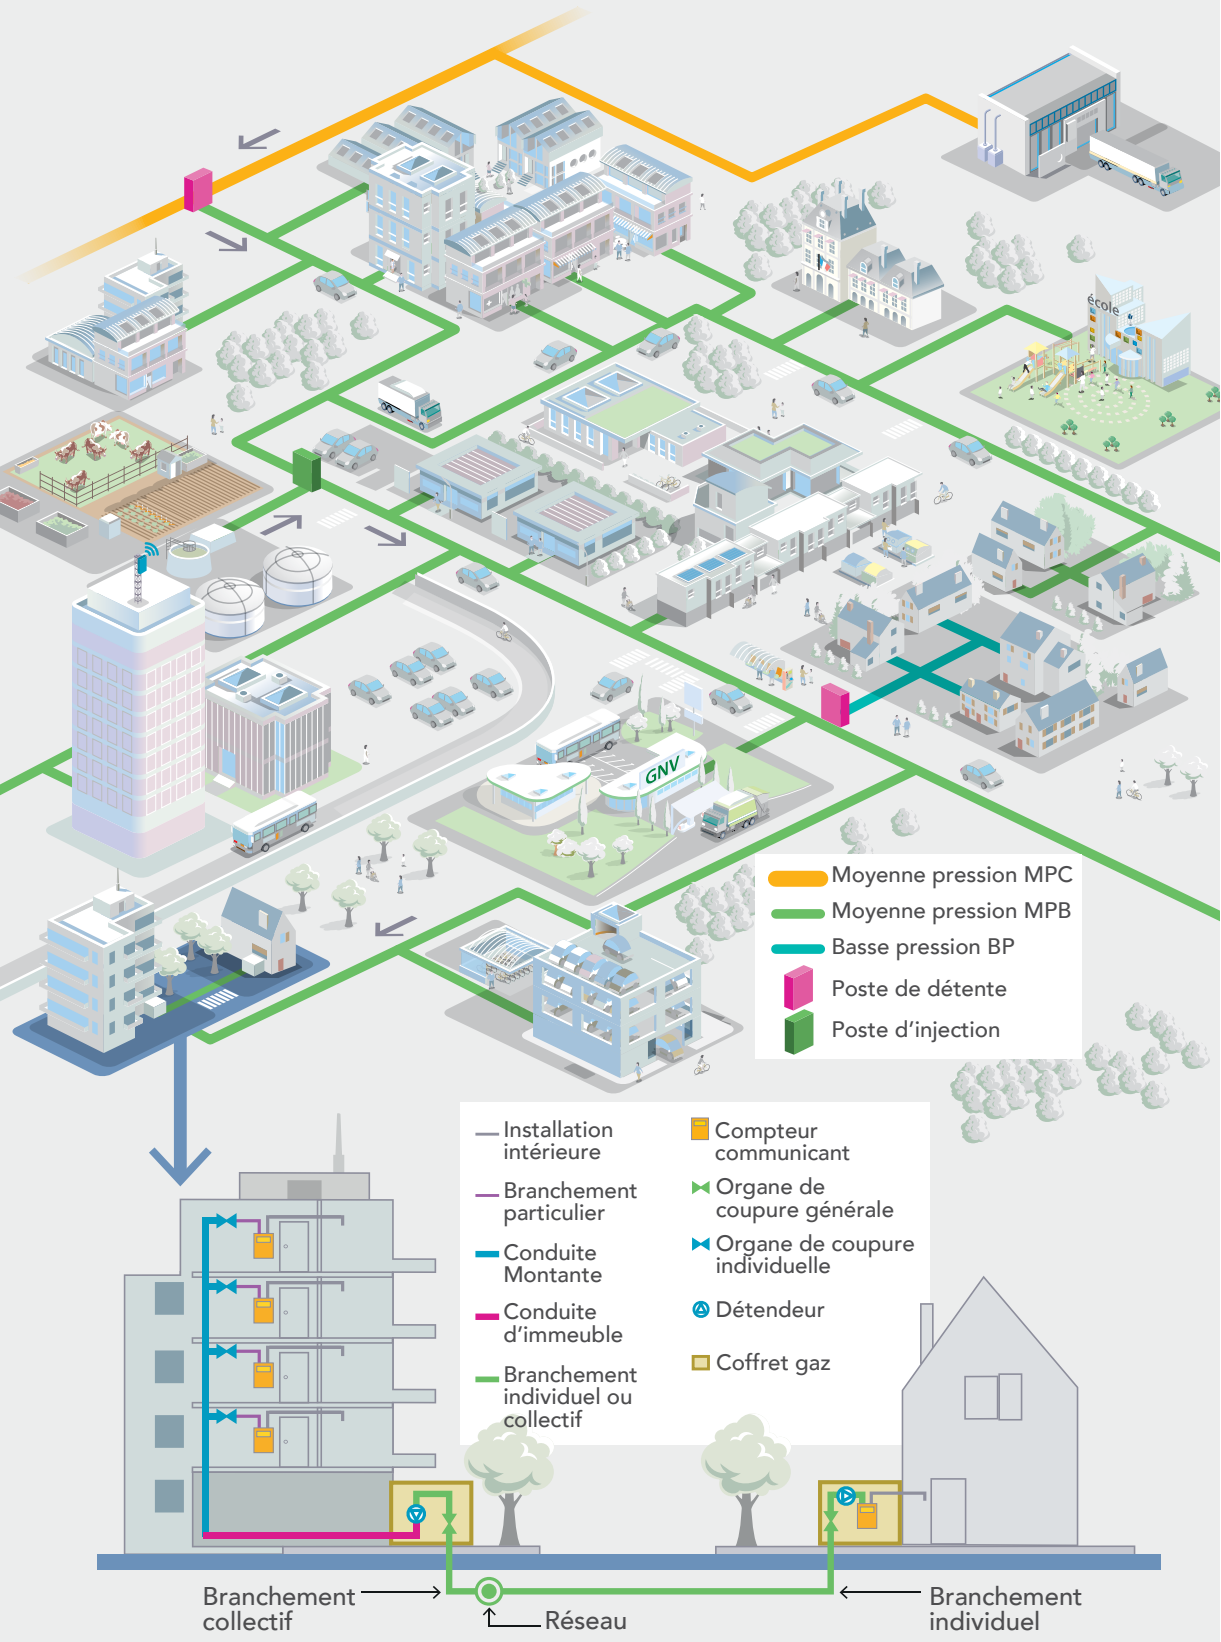 école
GNV
Moyenne pression MPC
Moyenne pression MPB
Basse pression BP
Poste de détente
Poste d'injection
Installation
intérieure
Branchement
particulier
Conduite
Montante
Conduite
d'immeuble
Branchement
individuel ou
collectif
Compteur
communicant
Organe de
coupure générale
Organe de coupure
individuelle
Détendeur
Coffret gaz
Branchement
collectif
Réseau
Branchement
individuel